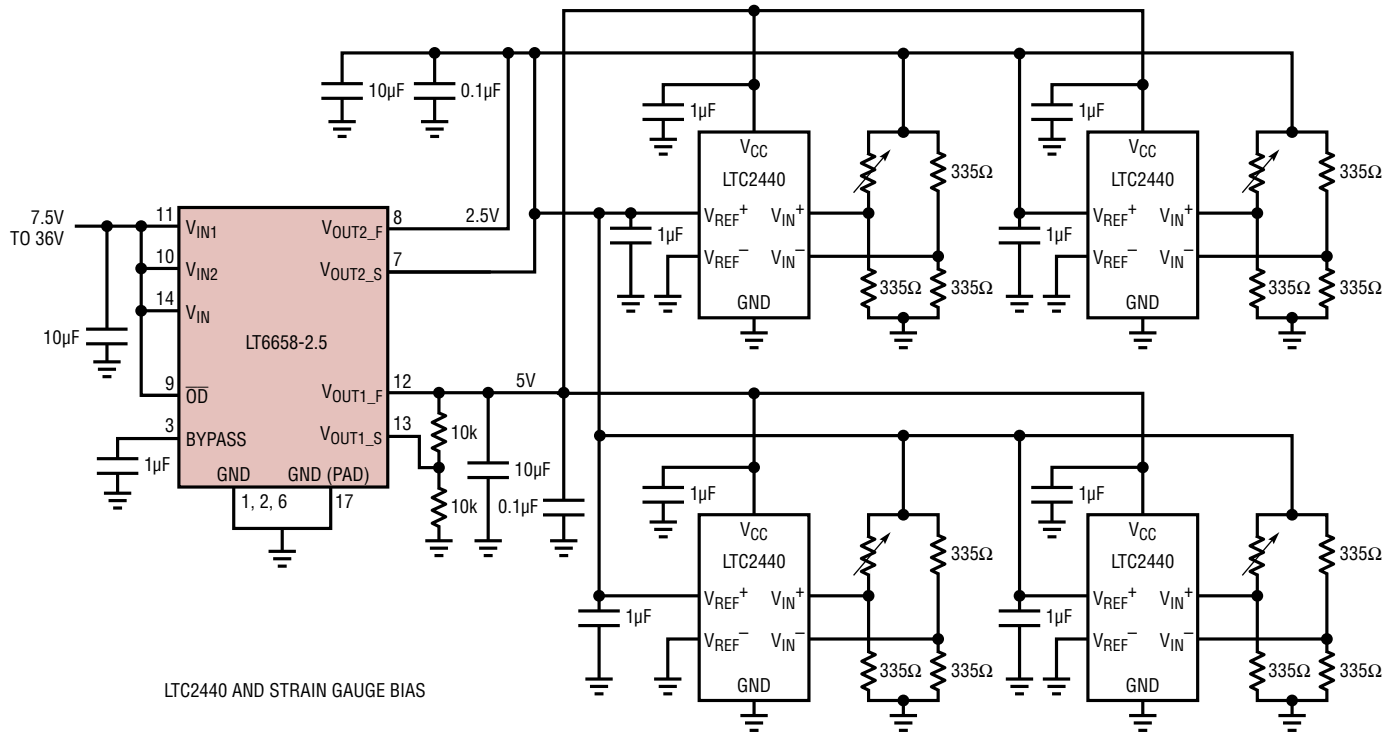 10µF
0.1µF
1µF
VCC
LTC2440
VREF+
VREF–
VIN+
VIN–
GND
1µF
335Ω
335Ω
335Ω
1µF
VCC
LTC2440
VREF+
VREF–
VIN+
VIN–
GND
1µF
335Ω
335Ω
335Ω
7.5V
TO 36V
10µF
11
VIN1
10
VIN2
14
VIN
LT6658-2.5
9
OD
3
BYPASS
1µF
GND
GND (PAD)
1, 2, 6
17
VOUT2_F
8
2.5V
VOUT2_S
7
VOUT1_F
12
5V
VOUT1_S
13
10k
10k
10µF
0.1µF
1µF
VCC
LTC2440
VREF+
VREF–
VIN+
VIN–
GND
1µF
335Ω
335Ω
335Ω
1µF
VCC
LTC2440
VREF+
VREF–
VIN+
VIN–
GND
1µF
335Ω
335Ω
335Ω
LTC2440 AND STRAIN GAUGE BIAS